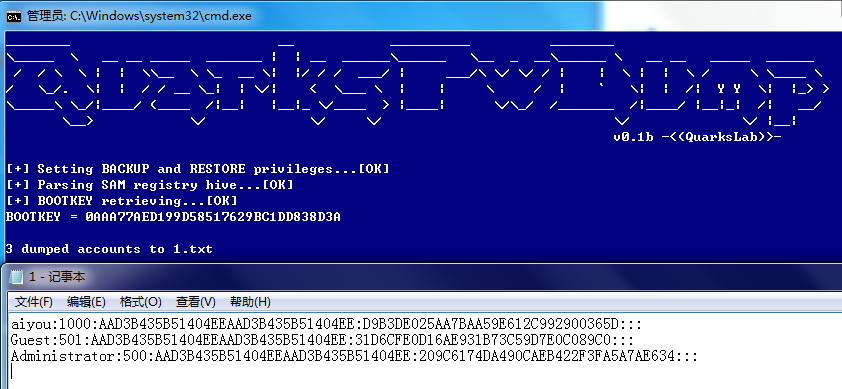 管理员: C:\Windows\system32\cmd.exe
Quarks PwDump
v0.1b -<(QuarksLab)>-
[+] Setting BACKUP and RESTORE privileges...[OK]
[+] Parsing SAM registry hive...[OK]
[+] BOOTKEY retrieving...[OK]
BOOTKEY = 0AAA77AED199D58517629BC1DD838D3A
3 dumped accounts to 1.txt
1 - 记事本
文件(F) 编辑(E) 格式(O) 查看(V) 帮助(H)
aiyou:1000:AAD3B435B51404EEAAD3B435B51404EE:D9B3DE025AA7BAA59E612C992900365D:::
Guest:501:AAD3B435B51404EEAAD3B435B51404EE:31D6CFE0D16AE931B73C59D7E0C089C0:::
Administrator:500:AAD3B435B51404EEAAD3B435B51404EE:209C6174DA490CAEB422F3FA5A7AE634:::